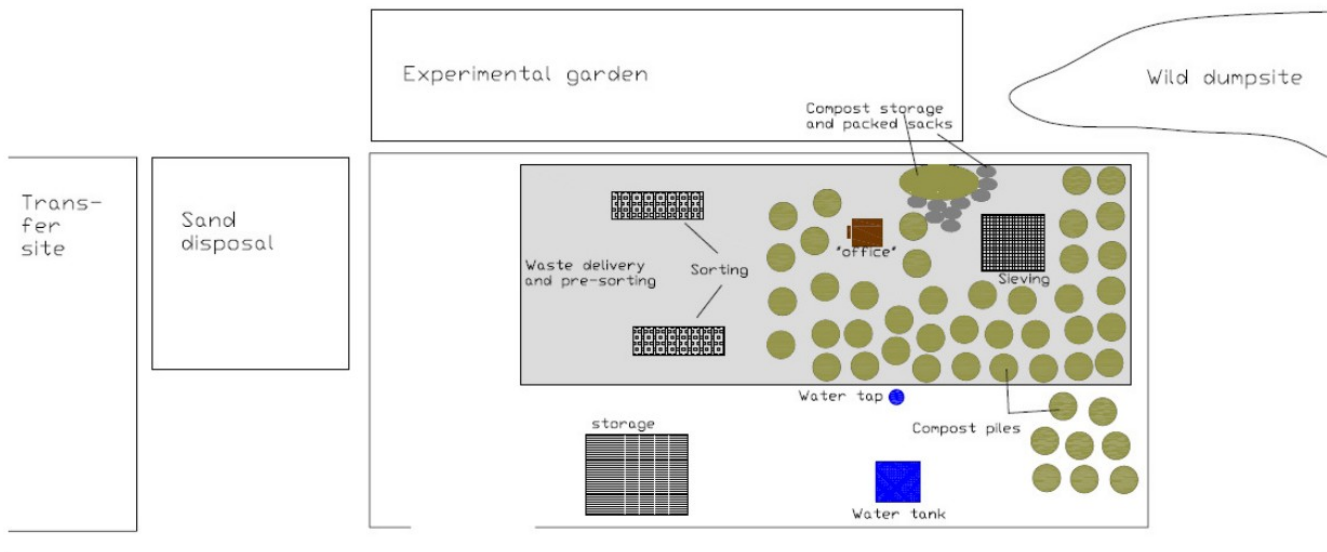 Experimental garden
Wild dumpsite
Compost storage
and packed sacks
Trans-
fer
site
Sand
disposal
"office"
Waste delivery
and pre-sorting
Sorting
Sieving
Water tap
storage
Compost piles
Water tank